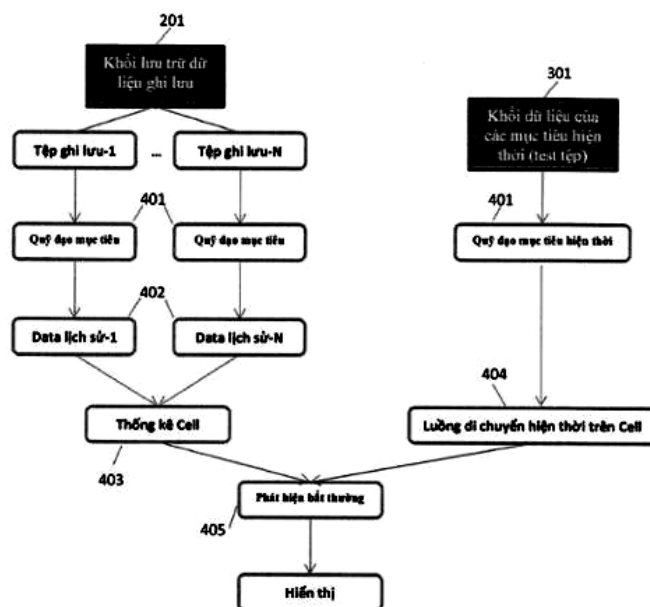 201
Khối lưu trữ dữ
liệu ghi lưu
301
Khối dữ liệu của
các mục tiêu hiện
thời (test tệp)
Tệp ghi lưu-1
...
Tệp ghi lưu-N
401
401
Quỹ đạo mục tiêu
Quỹ đạo mục tiêu
Quỹ đạo mục tiêu hiện thời
402
Data lịch sử-1
Data lịch sử-N
404
Thống kê Cell
Luồng di chuyển hiện thời trên Cell
403
Phát hiện bất thường
405
Hiển thị